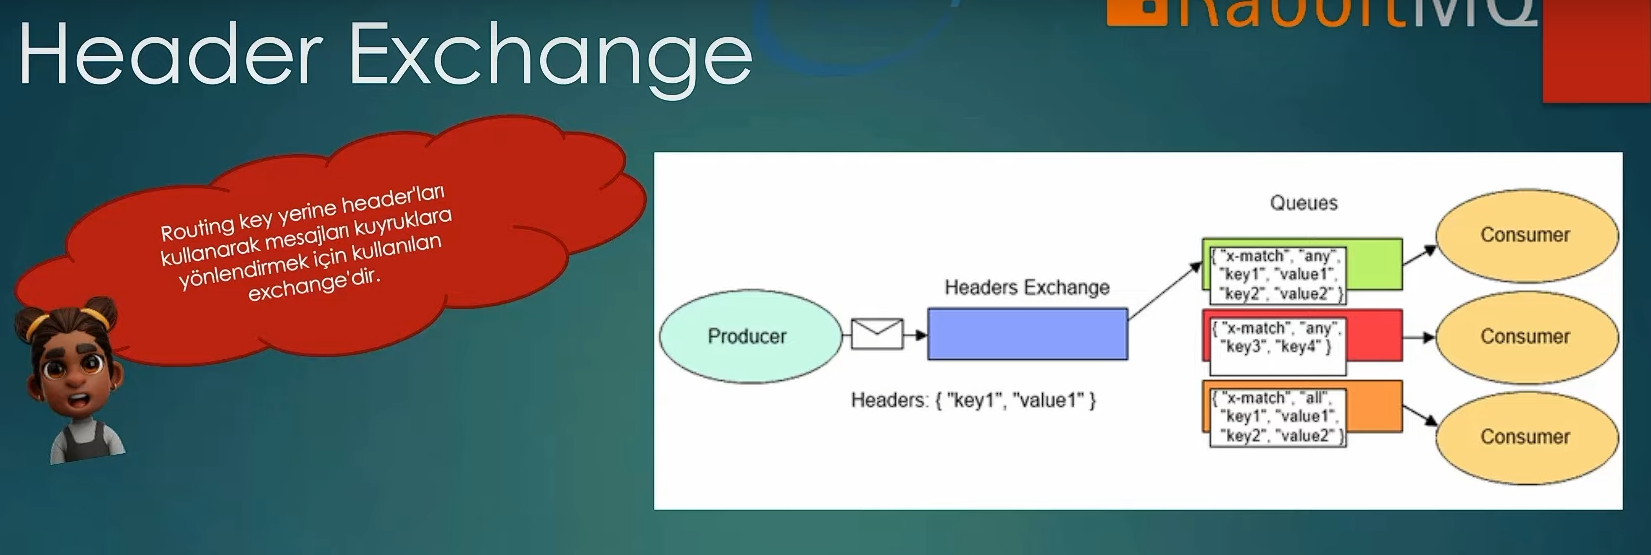 Header Exchange
RabbitMQ
Routing key yerine header'ları
kullanarak mesajları kuyruklara
yönlendirmek için kullanılan
exchange'dir.
Queues
Headers Exchange
Producer
Headers: { "key1", "value1" }
{ "x-match", "any",
"key1", "value1",
"key2", "value2" }
Consumer
{ "x-match", "any",
"key3", "key4" }
Consumer
{ "x-match", "all",
"key1", "value1",
"key2", "value2" }
Consumer